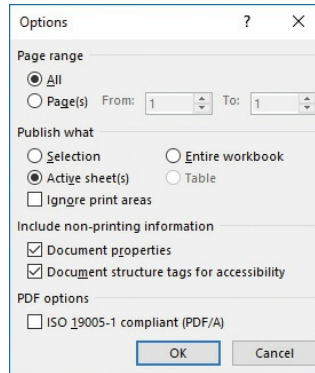 Options ? X
Page range
All
Page(s) From: 1 To: 1
Publish what
Selection Entire workbook
Active sheet(s) Table
Ignore print areas
Include non-printing information
Document properties
Document structure tags for accessibility
PDF options
ISO 19005-1 compliant (PDF/A)
OK Cancel